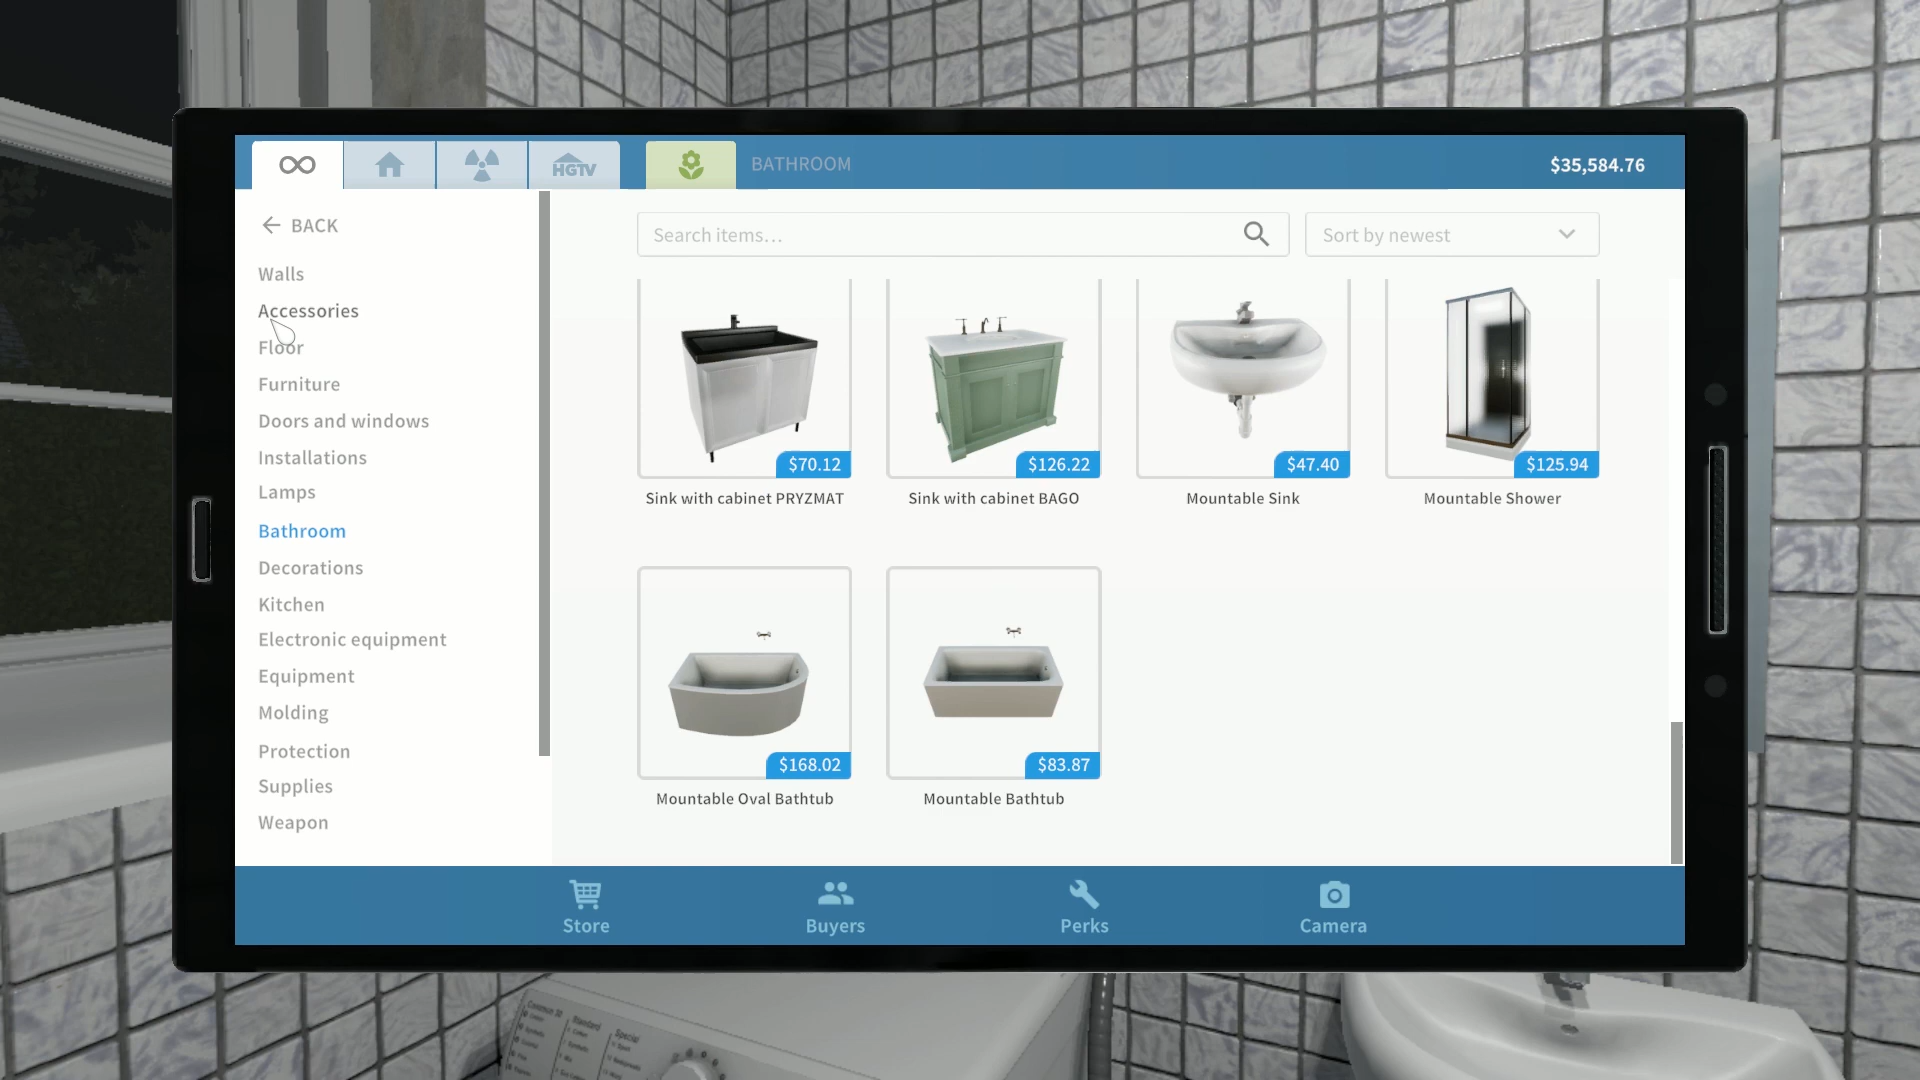 HGTV
BATHROOM
$35,584.76
BACK
Search items...
Sort by newest
Walls
Accessories
Floor
Furniture
Doors and windows
Installations
Lamps
Bathroom
Decorations
Kitchen
Electronic equipment
Equipment
Molding
Protection
Supplies
Weapon
$70.12
$126.22
$47.40
$125.94
Sink with cabinet PRYZMAT
Sink with cabinet BAGO
Mountable Sink
Mountable Shower
$168.02
$83.87
Mountable Oval Bathtub
Mountable Bathtub
Store
Buyers
Perks
Camera
Standard
Special